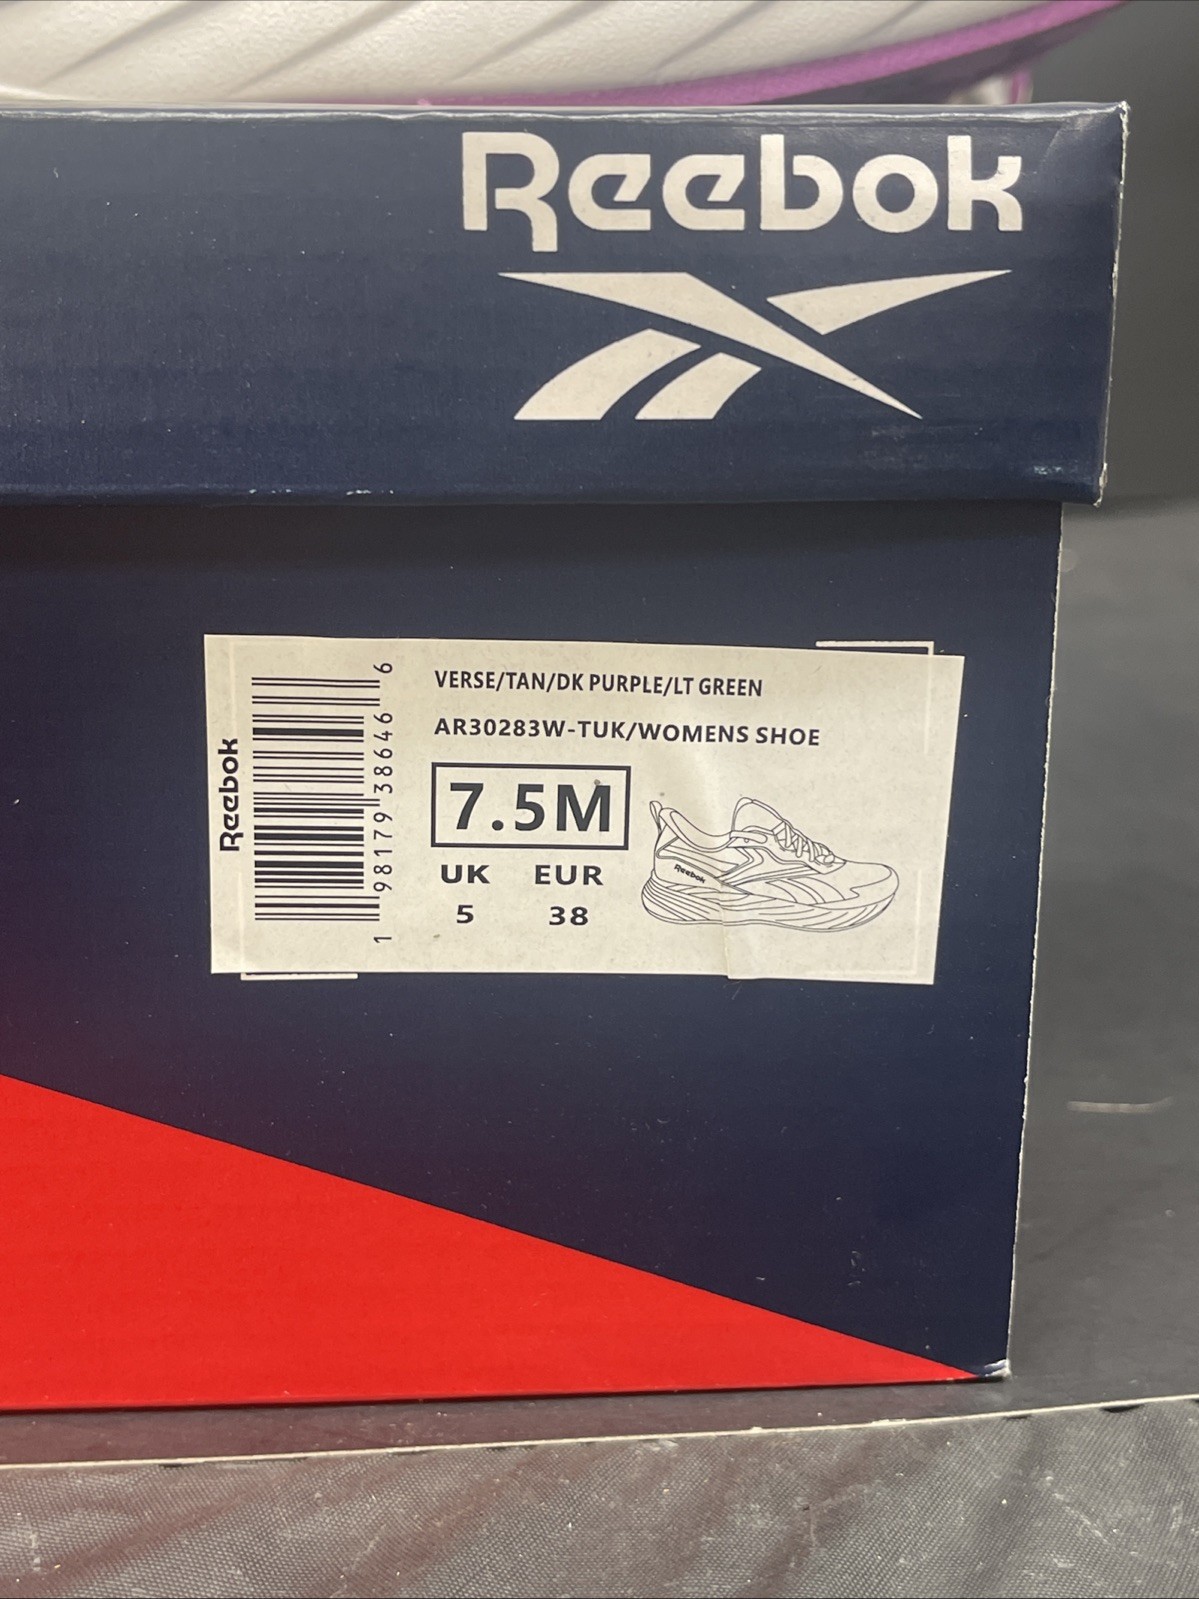 Reebok
VERSE/TAN/DK PURPLE/LT GREEN
AR30283W-TUK/WOMENS SHOE
7.5M
UK EUR
5 38
Reebok
Reebok
1 98179 38646 6